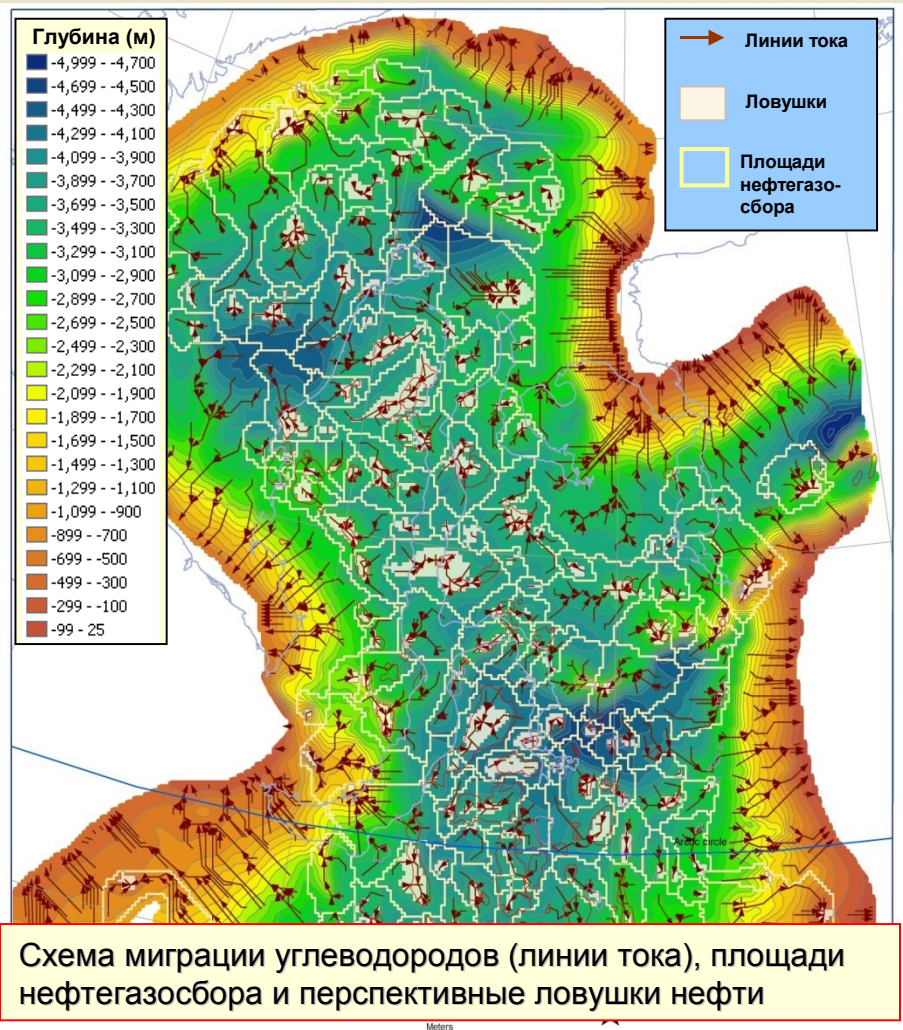 Глубина (м)
-4,999 - -4,700
-4,699 - -4,500
-4,499 - -4,300
-4,299 - -4,100
-4,099 - -3,900
-3,899 - -3,700
-3,699 - -3,500
-3,499 - -3,300
-3,299 - -3,100
-3,099 - -2,900
-2,899 - -2,700
-2,699 - -2,500
-2,499 - -2,300
-2,299 - -2,100
-2,099 - -1,900
-1,899 - -1,700
-1,699 - -1,500
-1,499 - -1,300
-1,299 - -1,100
-1,099 - -900
-899 - -700
-699 - -500
-499 - -300
-299 - -100
-99 - 25
Линии тока
Ловушки
Площади
нефтегазо-
сбора
Arctic circle
Схема миграции углеводородов (линии тока), площади
нефтегазосбора и перспективные ловушки нефти
Meters